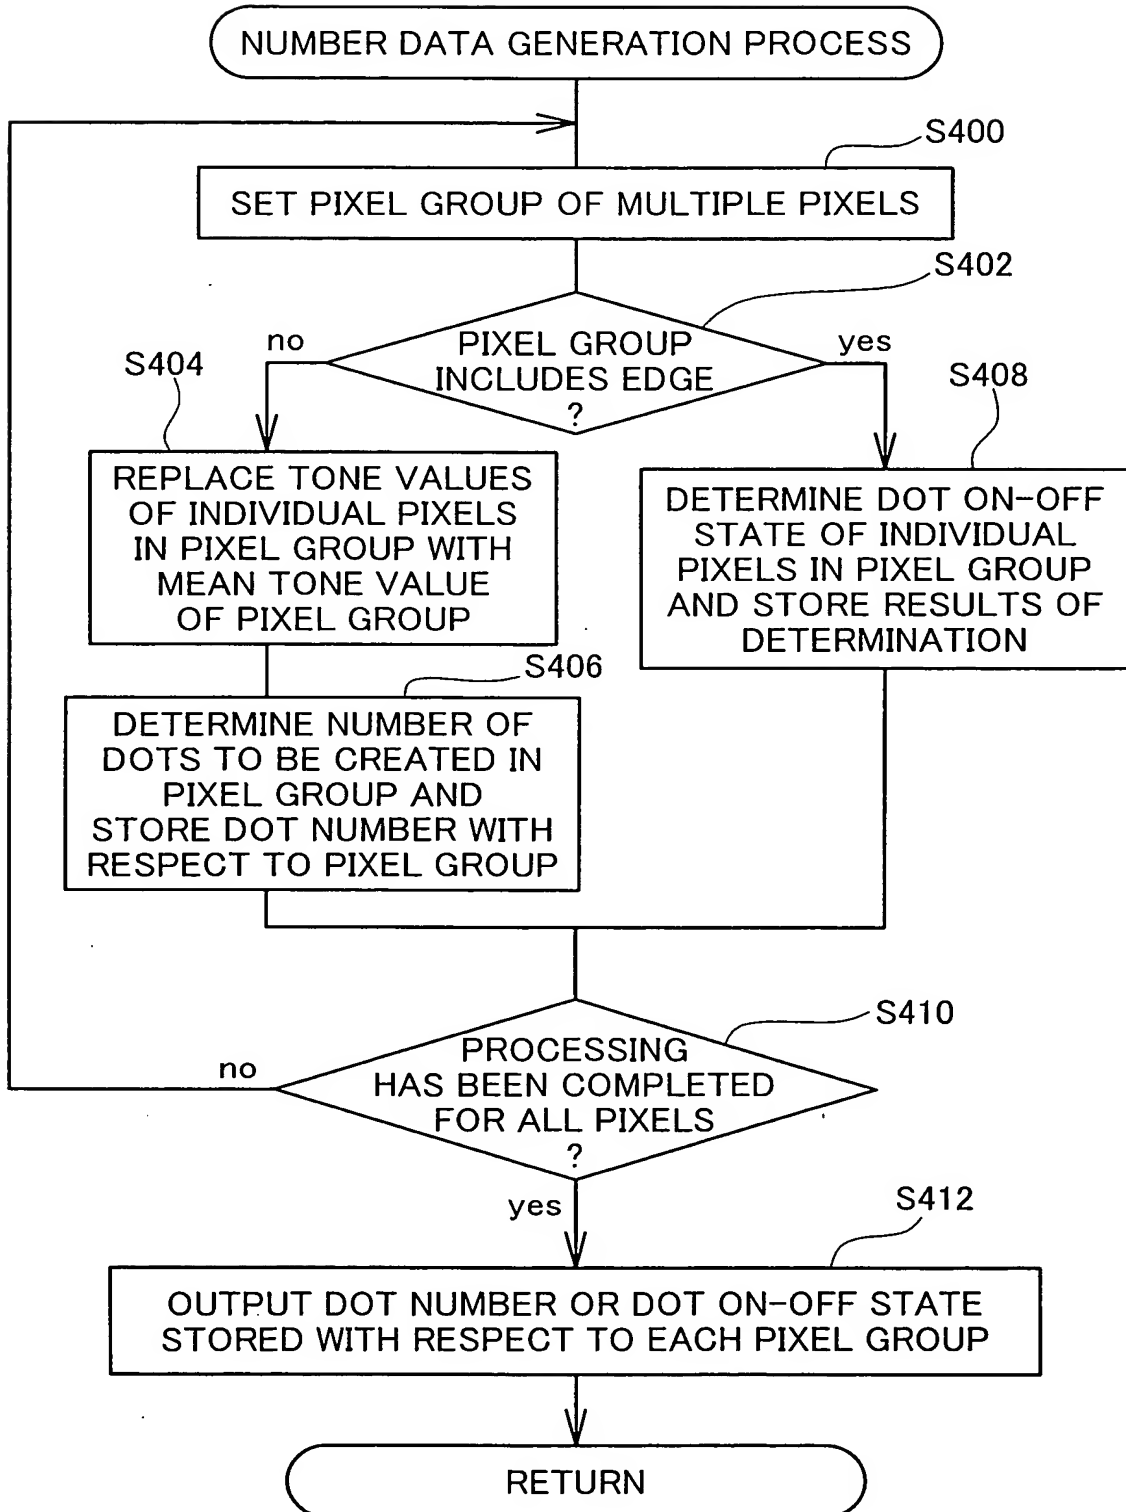 NUMBER DATA GENERATION PROCESS
S400
SET PIXEL GROUP OF MULTIPLE PIXELS
S402
PIXEL GROUP
INCLUDES EDGE
?
no
yes
S404
REPLACE TONE VALUES
OF INDIVIDUAL PIXELS
IN PIXEL GROUP WITH
MEAN TONE VALUE
OF PIXEL GROUP
S408
DETERMINE DOT ON-OFF
STATE OF INDIVIDUAL
PIXELS IN PIXEL GROUP
AND STORE RESULTS OF
DETERMINATION
S406
DETERMINE NUMBER OF
DOTS TO BE CREATED IN
PIXEL GROUP AND
STORE DOT NUMBER WITH
RESPECT TO PIXEL GROUP
S410
PROCESSING
HAS BEEN COMPLETED
FOR ALL PIXELS
?
no
yes
S412
OUTPUT DOT NUMBER OR DOT ON-OFF STATE
STORED WITH RESPECT TO EACH PIXEL GROUP
RETURN